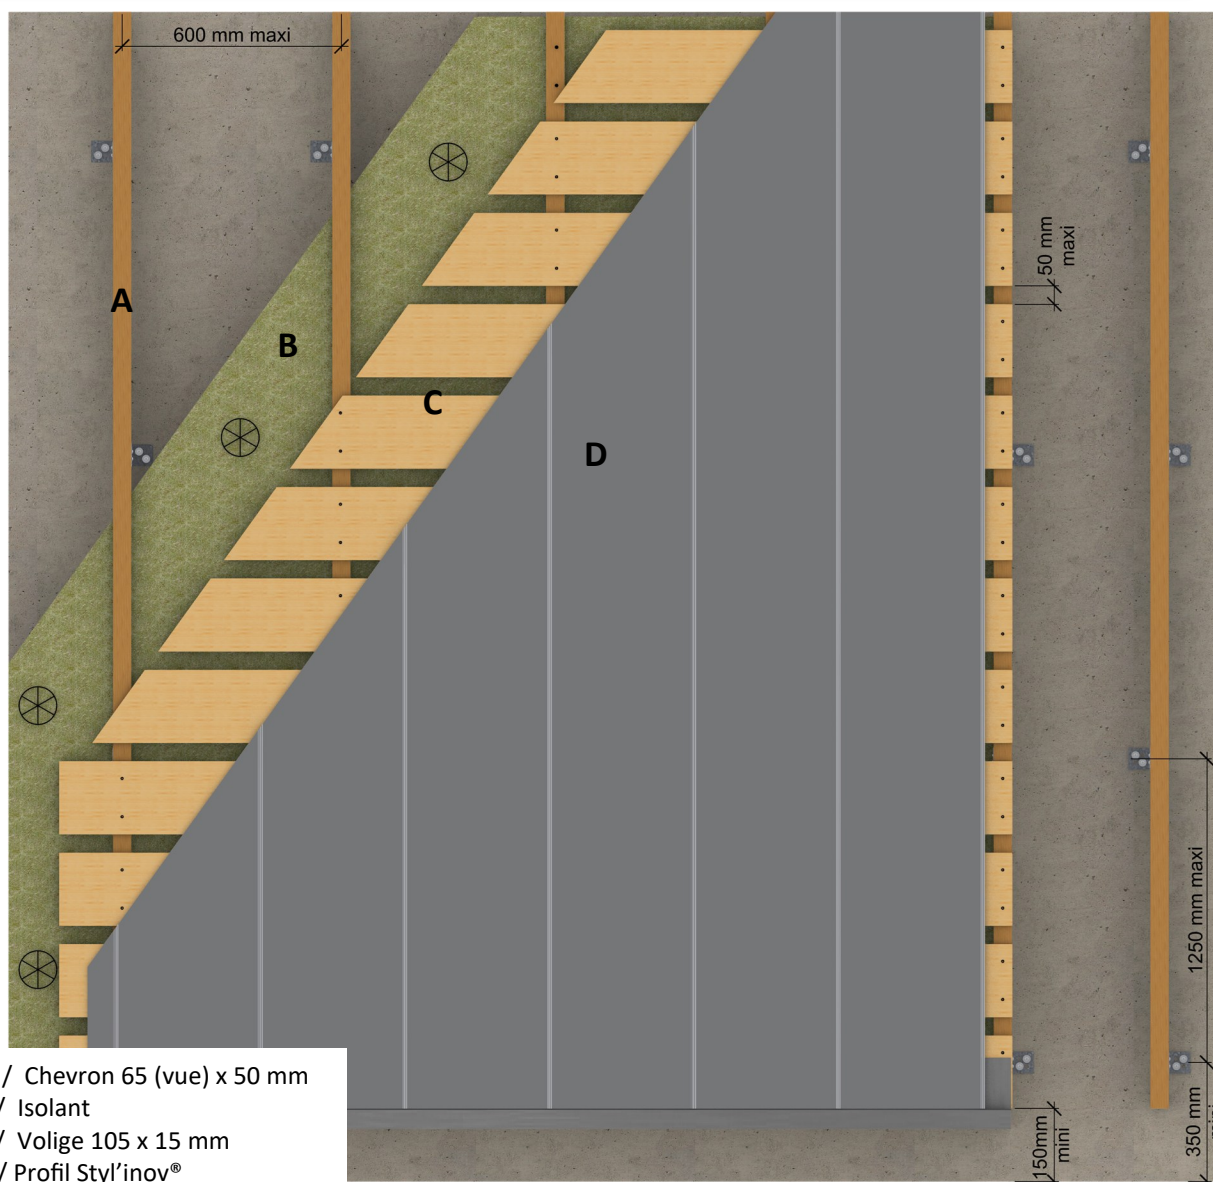 600 mm maxi
50 mm
maxi
A
B
C
D
1250 mm maxi
350 mm
150mm
mini
/ Chevron 65 (vue) x 50 mm
/ Isolant
/ Volige 105 x 15 mm
/ Profil Styl’inov®